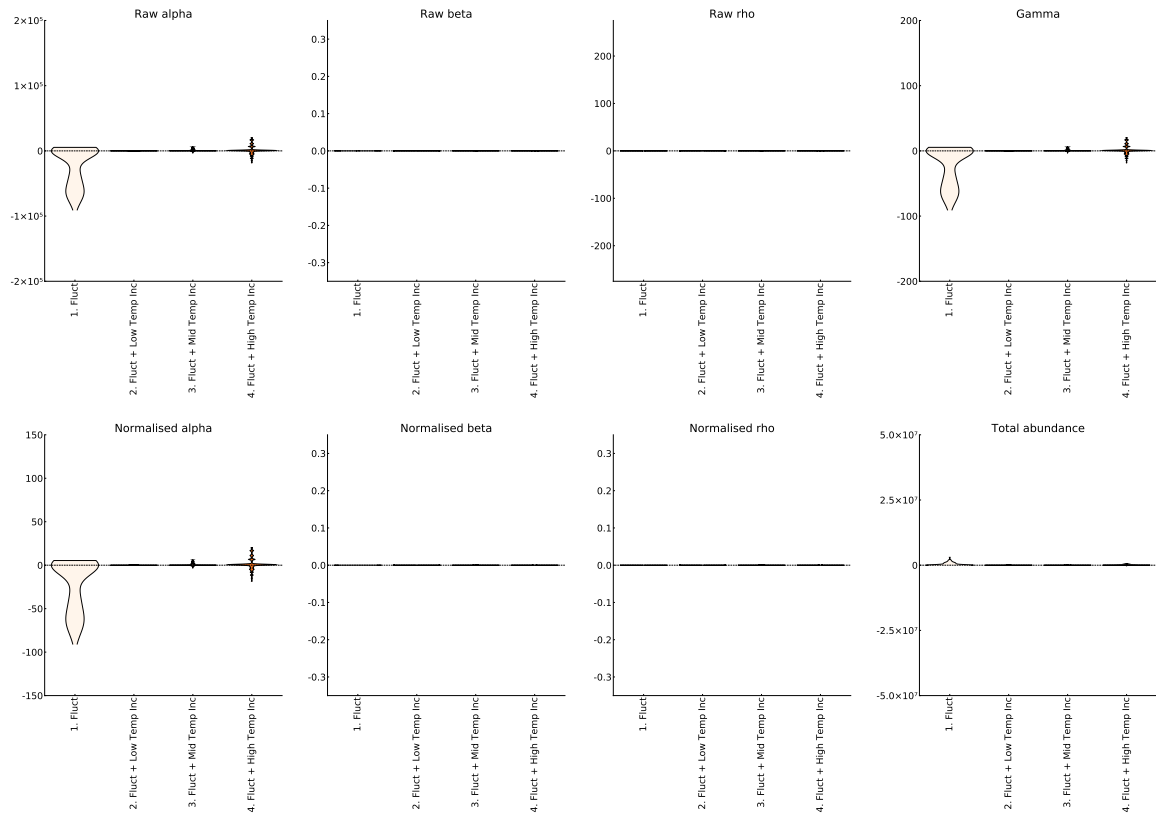 Raw alpha
2×10⁵
1×10⁵
0
-1×10⁵
-2×10⁵
1. Fluct
2. Fluct + Low Temp Inc
3. Fluct + Mid Temp Inc
4. Fluct + High Temp Inc
Raw beta
0.3
0.2
0.1
0.0
-0.1
-0.2
-0.3
1. Fluct
2. Fluct + Low Temp Inc
3. Fluct + Mid Temp Inc
4. Fluct + High Temp Inc
Raw rho
200
100
0
-100
-200
1. Fluct
2. Fluct + Low Temp Inc
3. Fluct + Mid Temp Inc
4. Fluct + High Temp Inc
Gamma
200
100
0
-100
-200
1. Fluct
2. Fluct + Low Temp Inc
3. Fluct + Mid Temp Inc
4. Fluct + High Temp Inc
Normalised alpha
150
100
50
0
-50
-100
-150
1. Fluct
2. Fluct + Low Temp Inc
3. Fluct + Mid Temp Inc
4. Fluct + High Temp Inc
Normalised beta
0.3
0.2
0.1
0.0
-0.1
-0.2
-0.3
1. Fluct
2. Fluct + Low Temp Inc
3. Fluct + Mid Temp Inc
4. Fluct + High Temp Inc
Normalised rho
0.3
0.2
0.1
0.0
-0.1
-0.2
-0.3
1. Fluct
2. Fluct + Low Temp Inc
3. Fluct + Mid Temp Inc
4. Fluct + High Temp Inc
Total abundance
5.0×10⁷
2.5×10⁷
0
-2.5×10⁷
-5.0×10⁷
1. Fluct
2. Fluct + Low Temp Inc
3. Fluct + Mid Temp Inc
4. Fluct + High Temp Inc